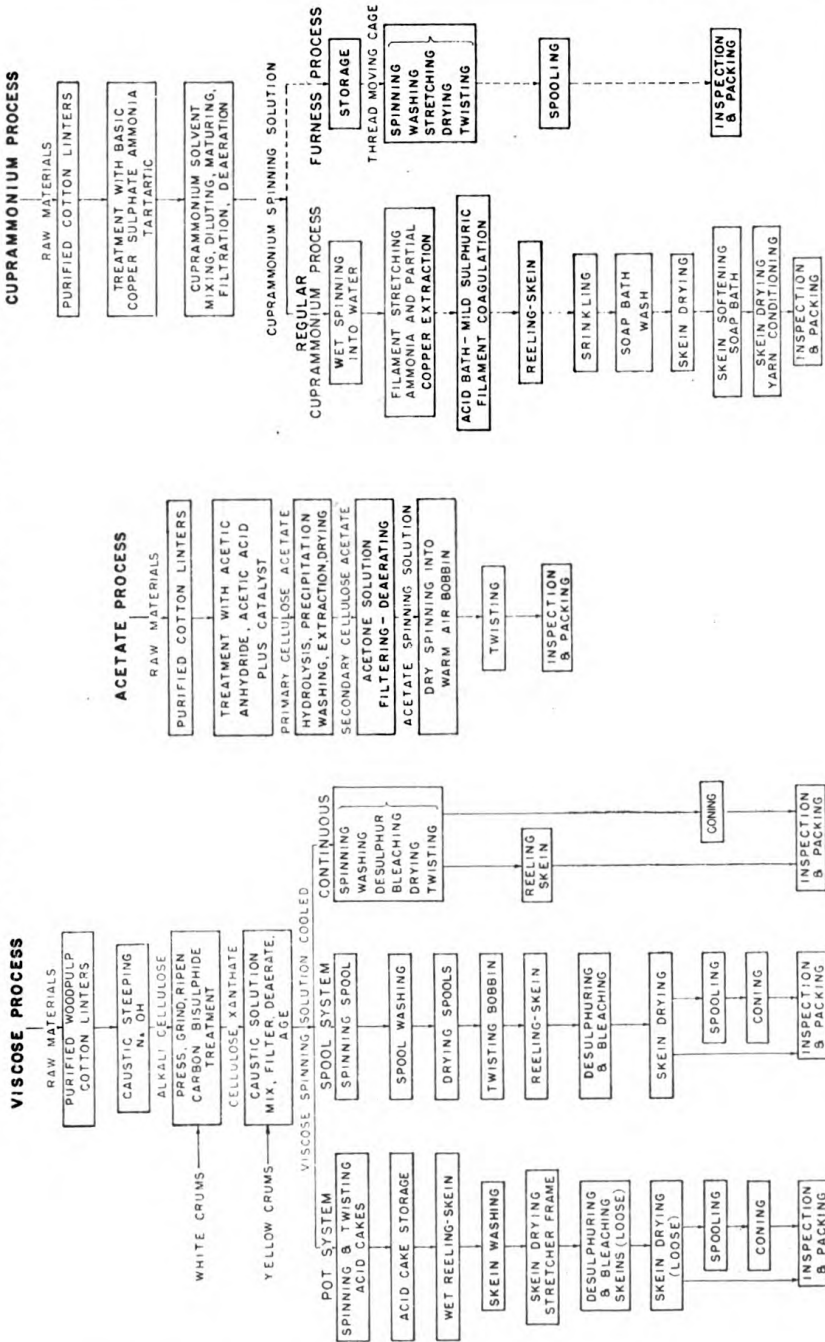 VISCOSE PROCESS
RAW MATERIALS
PURIFIED WOODPULP
COTTON LINTERS
CAUSTIC STEEPING
Na OH
ALKALI CELLULOSE
WHITE CRUMS
PRESS, GRIND, RIPEN
CARBON BISULPHIDE
TREATMENT
CELLULOSE XANTHATE
YELLOW CRUMS
CAUSTIC SOLUTION
MIX, FILTER, DEAERATE,
AGE
VISCOSE SPINNING SOLUTION COOLED
POT SYSTEM
SPINNING & TWISTING
ACID CAKES
ACID CAKE STORAGE
WET REELING-SKEIN
SKEIN WASHING
SKEIN DRYING
STRETCHER FRAME
DESULPHURING
& BLEACHING
SKEINS (LOOSE)
SKEIN DRYING
(LOOSE)
SPOOLING
CONING
INSPECTION
& PACKING
SPOOL SYSTEM
SPINNING SPOOL
SPOOL WASHING
DRYING SPOOLS
TWISTING BOBBIN
REELING-SKEIN
DESULPHURING
& BLEACHING
SKEIN DRYING
SPOOLING
CONING
INSPECTION
& PACKING
CONTINUOUS
SPINNING
WASHING
DESULPHUR
BLEACHING
DRYING
TWISTING
REELING
SKEIN
CONING
INSPECTION
& PACKING
ACETATE PROCESS
RAW MATERIALS
PURIFIED COTTON LINTERS
TREATMENT WITH ACETIC
ANHYDRIDE, ACETIC ACID
PLUS CATALYST
PRIMARY CELLULOSE ACETATE
HYDROLYSIS, PRECIPITATION
WASHING, EXTRACTION, DRYING
SECONDARY CELLULOSE ACETATE
ACETONE SOLUTION
FILTERING - DEAERATING
ACETATE SPINNING SOLUTION
DRY SPINNING INTO
WARM AIR BOBBIN
TWISTING
INSPECTION
& PACKING
CUPRAMMONIUM PROCESS
RAW MATERIALS
PURIFIED COTTON LINTERS
TREATMENT WITH BASIC
COPPER SULPHATE AMMONIA
TARTARTIC
CUPRAMMONIUM SOLVENT
MIXING, DILUTING, MATURING,
FILTRATION, DEAERATION
CUPRAMMONIUM SPINNING SOLUTION
REGULAR
CUPRAMMONIUM PROCESS
WET SPINNING
INTO WATER
FILAMENT STRETCHING
AMMONIA AND PARTIAL
COPPER EXTRACTION
ACID BATH - MILD SULPHURIC
FILAMENT COAGULATION
REELING-SKEIN
SRINKLING
SOAP BATH
WASH
SKEIN DRYING
SKEIN SOFTENING
SOAP BATH
SKEIN DRYING
YARN CONDITIONING
INSPECTION
& PACKING
FURNESS PROCESS
STORAGE
THREAD MOVING CAGE
SPINNING
WASHING
STRETCHING
DRYING
TWISTING
SPOOLING
INSPECTION
& PACKING